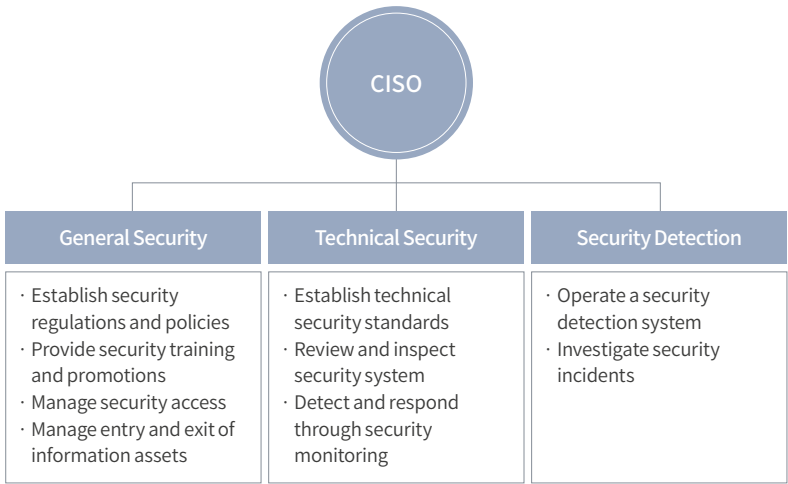 CISO
General Security
· Establish security
regulations and policies
· Provide security training
and promotions
· Manage security access
· Manage entry and exit of
information assets
Technical Security
· Establish technical
security standards
· Review and inspect
security system
· Detect and respond
through security
monitoring
Security Detection
· Operate a security
detection system
· Investigate security
incidents